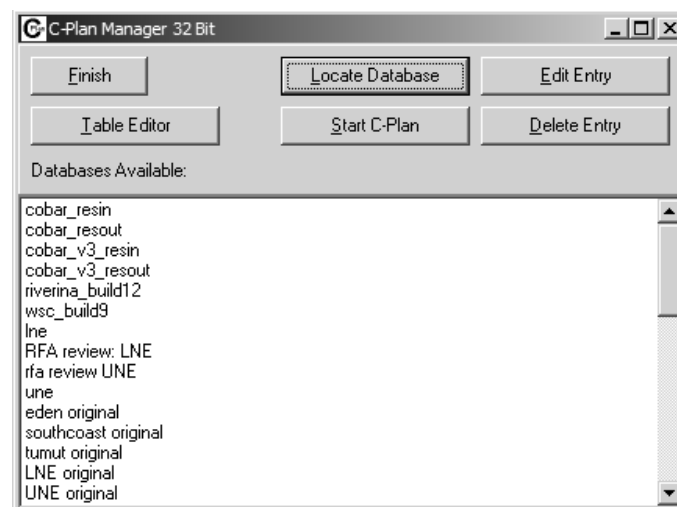 C-Plan Manager 32 Bit
Finish
Locate Database
Edit Entry
Table Editor
Start C-Plan
Delete Entry
Databases Available:
cobar_resin
cobar_resout
cobar_v3_resin
cobar_v3_resout
riverina_build12
wsc_build9
lne
RFA review: LNE
rfa review UNE
une
eden original
southcoast original
tumut original
LNE original
UNE original